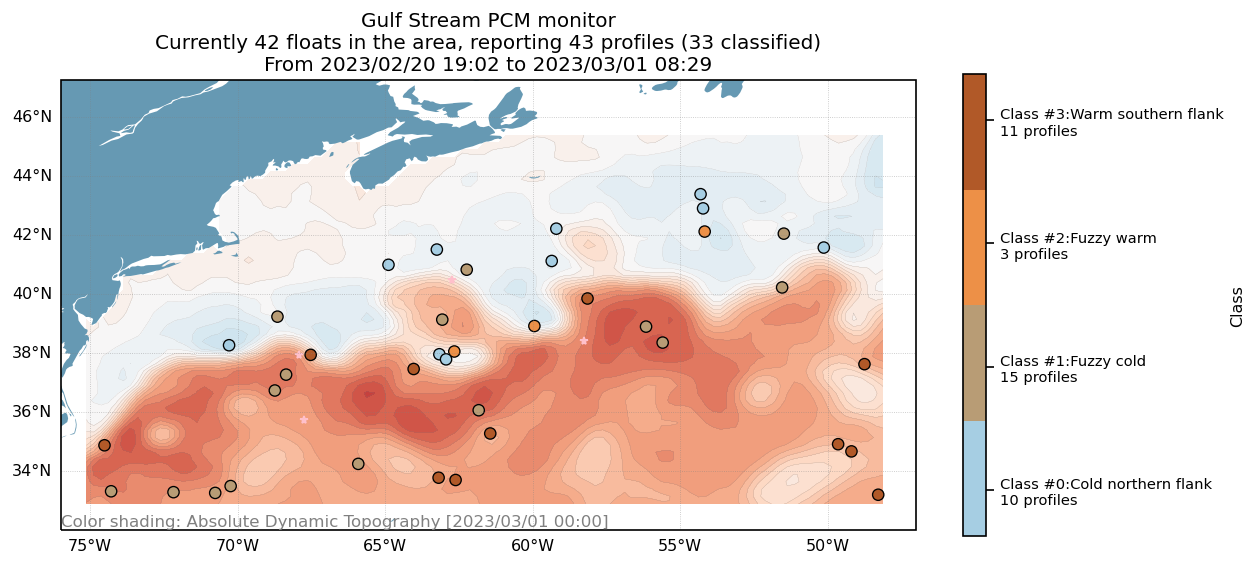 Gulf Stream PCM monitor
Currently 42 floats in the area, reporting 43 profiles (33 classified)
From 2023/02/20 19:02 to 2023/03/01 08:29
46°N
44°N
42°N
40°N
38°N
36°N
34°N
Color shading: Absolute Dynamic Topography [2023/03/01 00:00]
75°W
70°W
65°W
60°W
55°W
50°W
Class #3:Warm southern flank
11 profiles
Class #2:Fuzzy warm
3 profiles
Class #1:Fuzzy cold
15 profiles
Class #0:Cold northern flank
10 profiles
Class